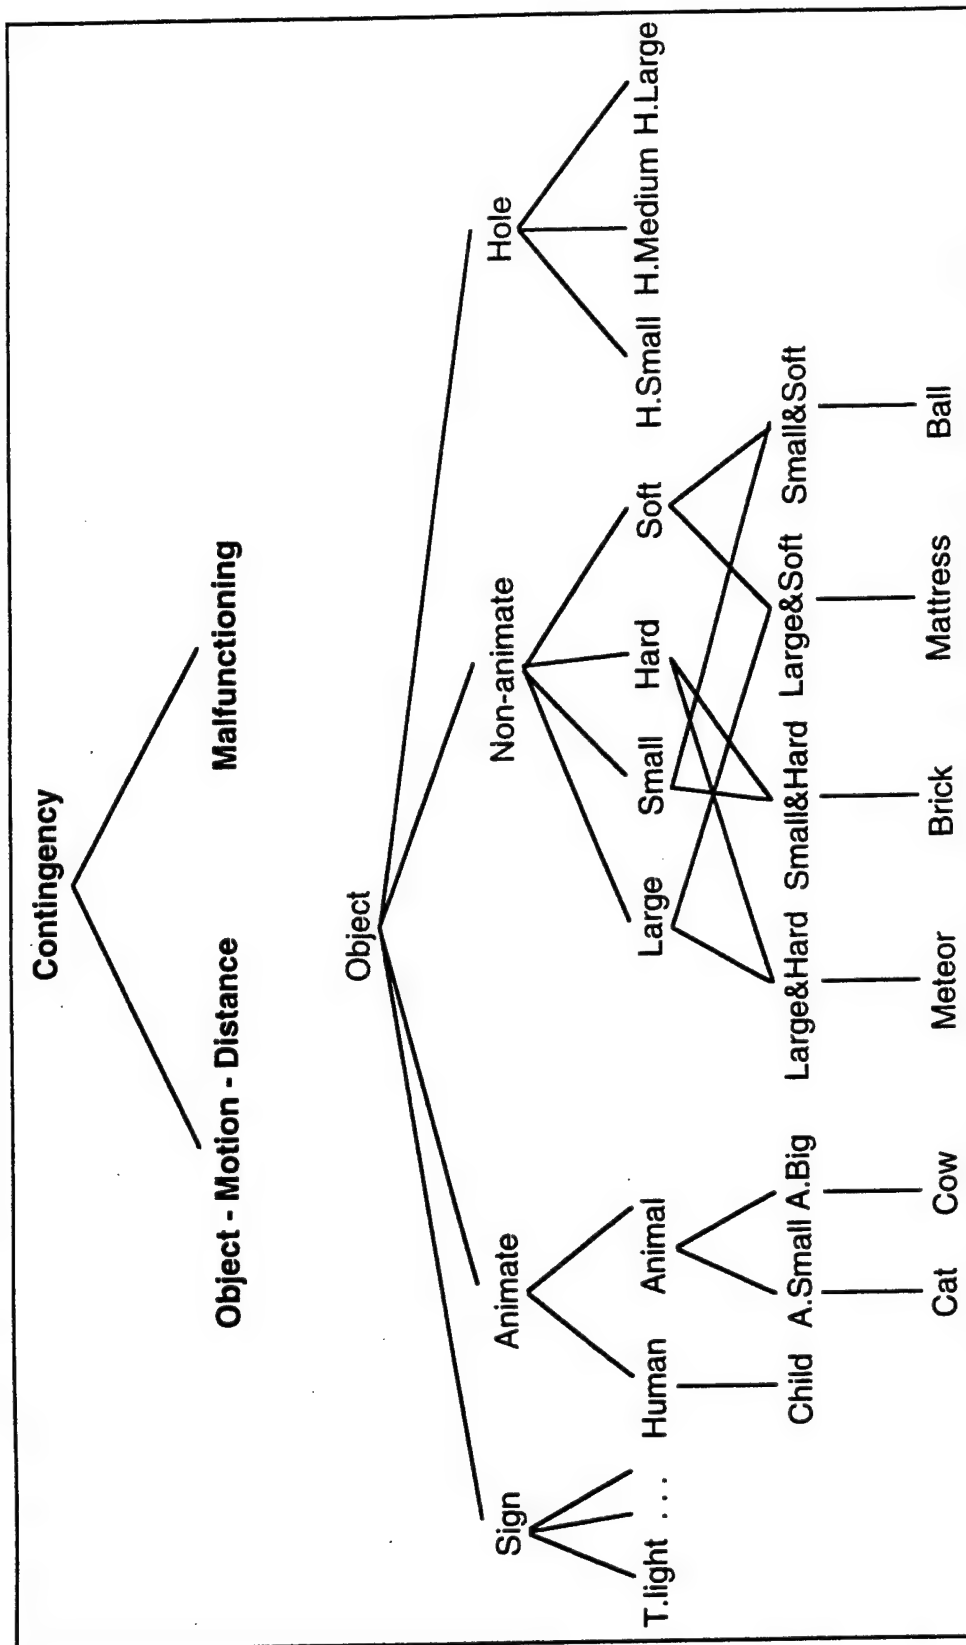 Contingency
Object - Motion - Distance Malfunctioning
Object
Sign Animate Non-animate Hole
T.light . . . Human Animal Large Small Hard Soft H.Small H.Medium H.Large
Child A.Small A.Big Large&Hard Small&Hard Large&Soft Small&Soft
Cat Cow Meteor Brick Mattress Ball